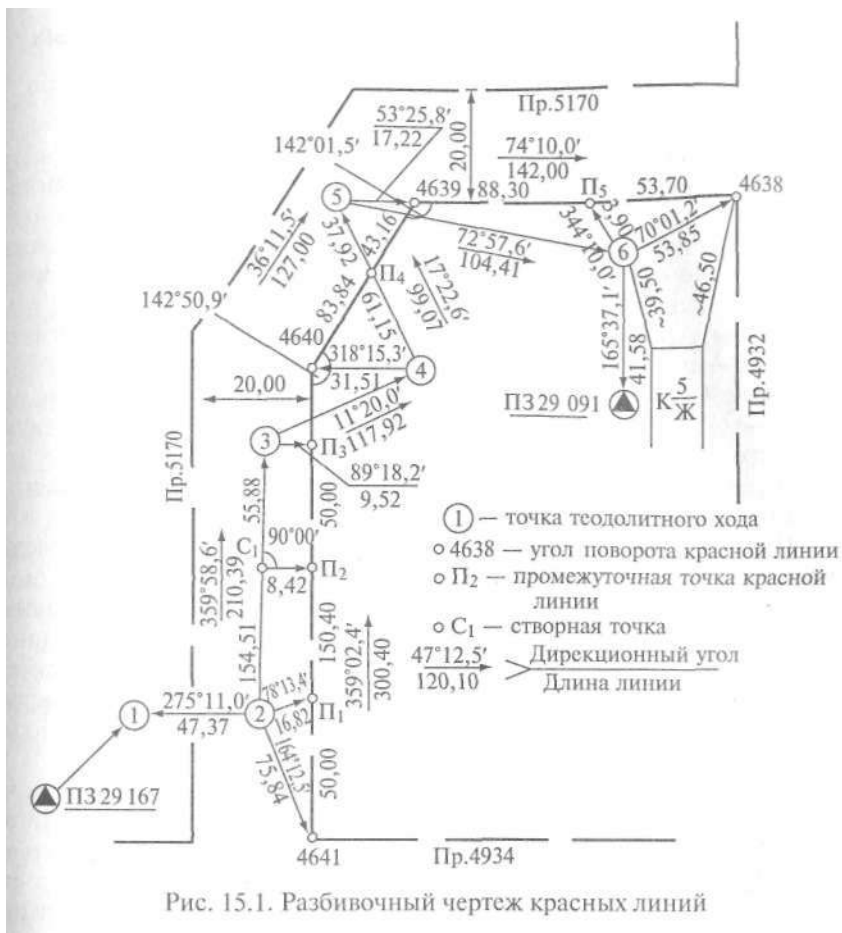 Пр.5170
53°25,8′
17,22
142°01,5′
20,00
74°10,0′
142,00
5
4639
88,30
П5
53,70
4638
36°11,5′
127,00
37,92
43,16
72°57,6′
104,41
3,90
344°10,0′
6
70°01,2′
53,85
П4
17°22,6′
99,07
142°50,9′
83,84
61,15
165°37,1′
41,58
~39,50
~46,50
4640
318°15,3′
31,51
4
20,00
11°20,0′
117,92
ПЗ 29 091
К 5
Ж
Пр.4932
3
П3
Пр.5170
55,88
89°18,2′
9,52
50,00
С1
90°00′
8,42
П2
359°58,6′
210,39
154,51
150,40
359°02,4′
300,40
1 — точка теодолитного хода
4638 — угол поворота красной линии
П2 — промежуточная точка красной
линии
С1 — створная точка
47°12,5′
120,10
Дирекционный угол
Длина линии
275°11,0′
47,37
1
2
78°13,4′
16,82
П1
164°12,5′
75,84
50,00
ПЗ 29 167
4641
Пр.4934
Рис. 15.1. Разбивочный чертеж красных линий